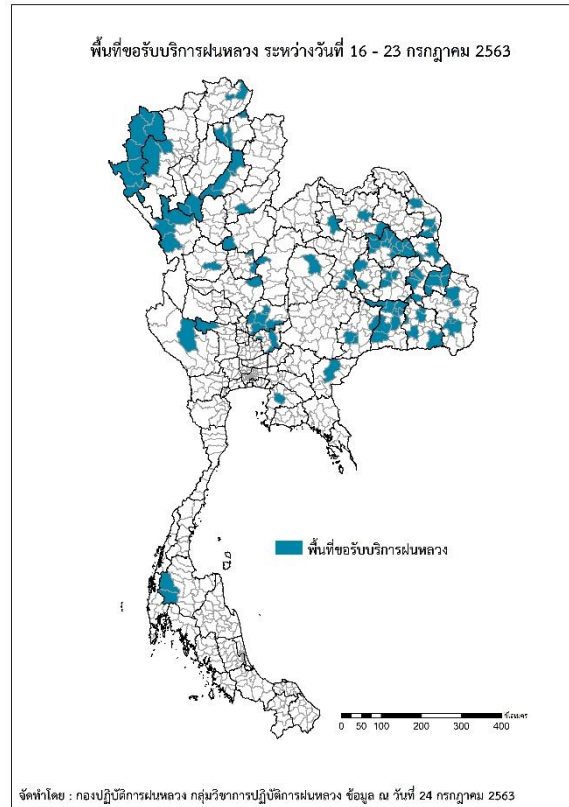 พื้นที่ขอรับบริการฝนหลวง ระหว่างวันที่ 16 - 23 กรกฎาคม 2563
พื้นที่ขอรับบริการฝนหลวง
0 50 100 200 300 400 กิโลเมตร
จัดทำโดย : กองปฏิบัติการฝนหลวง กลุ่มวิชาการปฏิบัติการฝนหลวง ข้อมูล ณ วันที่ 24 กรกฎาคม 2563